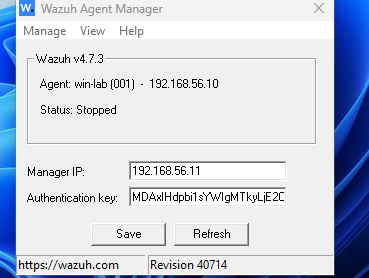 W. Wazuh Agent Manager
Manage View Help
Wazuh v4.7.3
Agent: win-lab (001) - 192.168.56.10
Status: Stopped
Manager IP: 192.168.56.11
Authentication key:
Save Refresh
https://wazuh.com Revision 40714